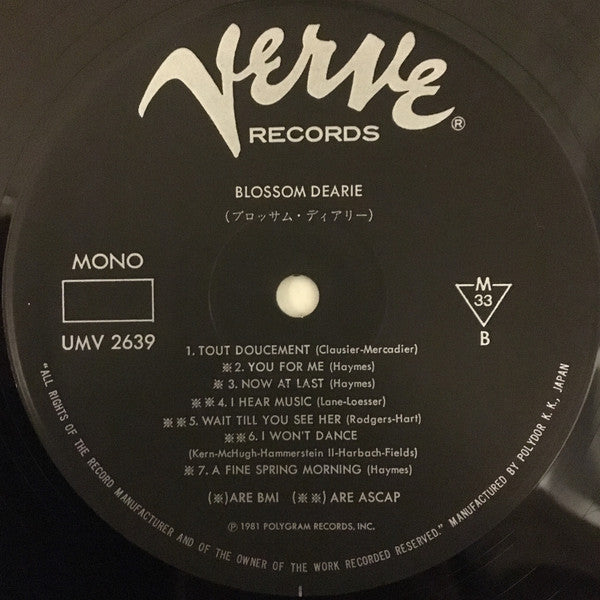 Verve®
RECORDS
BLOSSOM DEARIE
(ブロッサム・ディアリー)
MONO
UMV 2639
M
33
B
1. TOUT DOUCEMENT (Clausier-Mercadier)
※2. YOU FOR ME (Haymes)
※3. NOW AT LAST (Haymes)
※※4. I HEAR MUSIC (Lane-Loesser)
※※5. WAIT TILL YOU SEE HER (Rodgers-Hart)
※※6. I WON'T DANCE
(Kern-McHugh-Hammerstein II-Harbach-Fields)
※7. A FINE SPRING MORNING (Haymes)
(※)ARE BMI (※※) ARE ASCAP
℗ 1981 POLYGRAM RECORDS, INC.
"ALL RIGHTS OF THE RECORD MANUFACTURER AND OF THE OWNER OF THE WORK RECORDED RESERVED." MANUFACTURED BY POLYDOR K. K., JAPAN